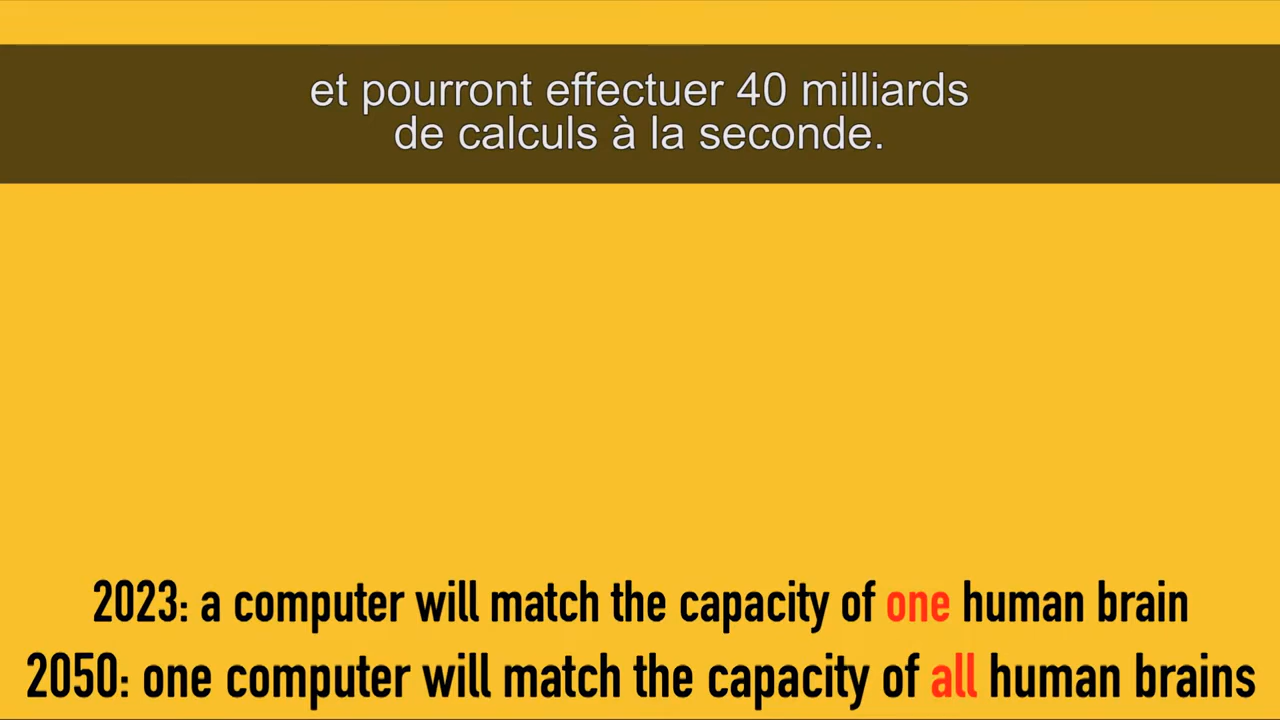 et pourront effectuer 40 milliards
de calculs à la seconde.
2023: a computer will match the capacity of one human brain
2050: one computer will match the capacity of all human brains